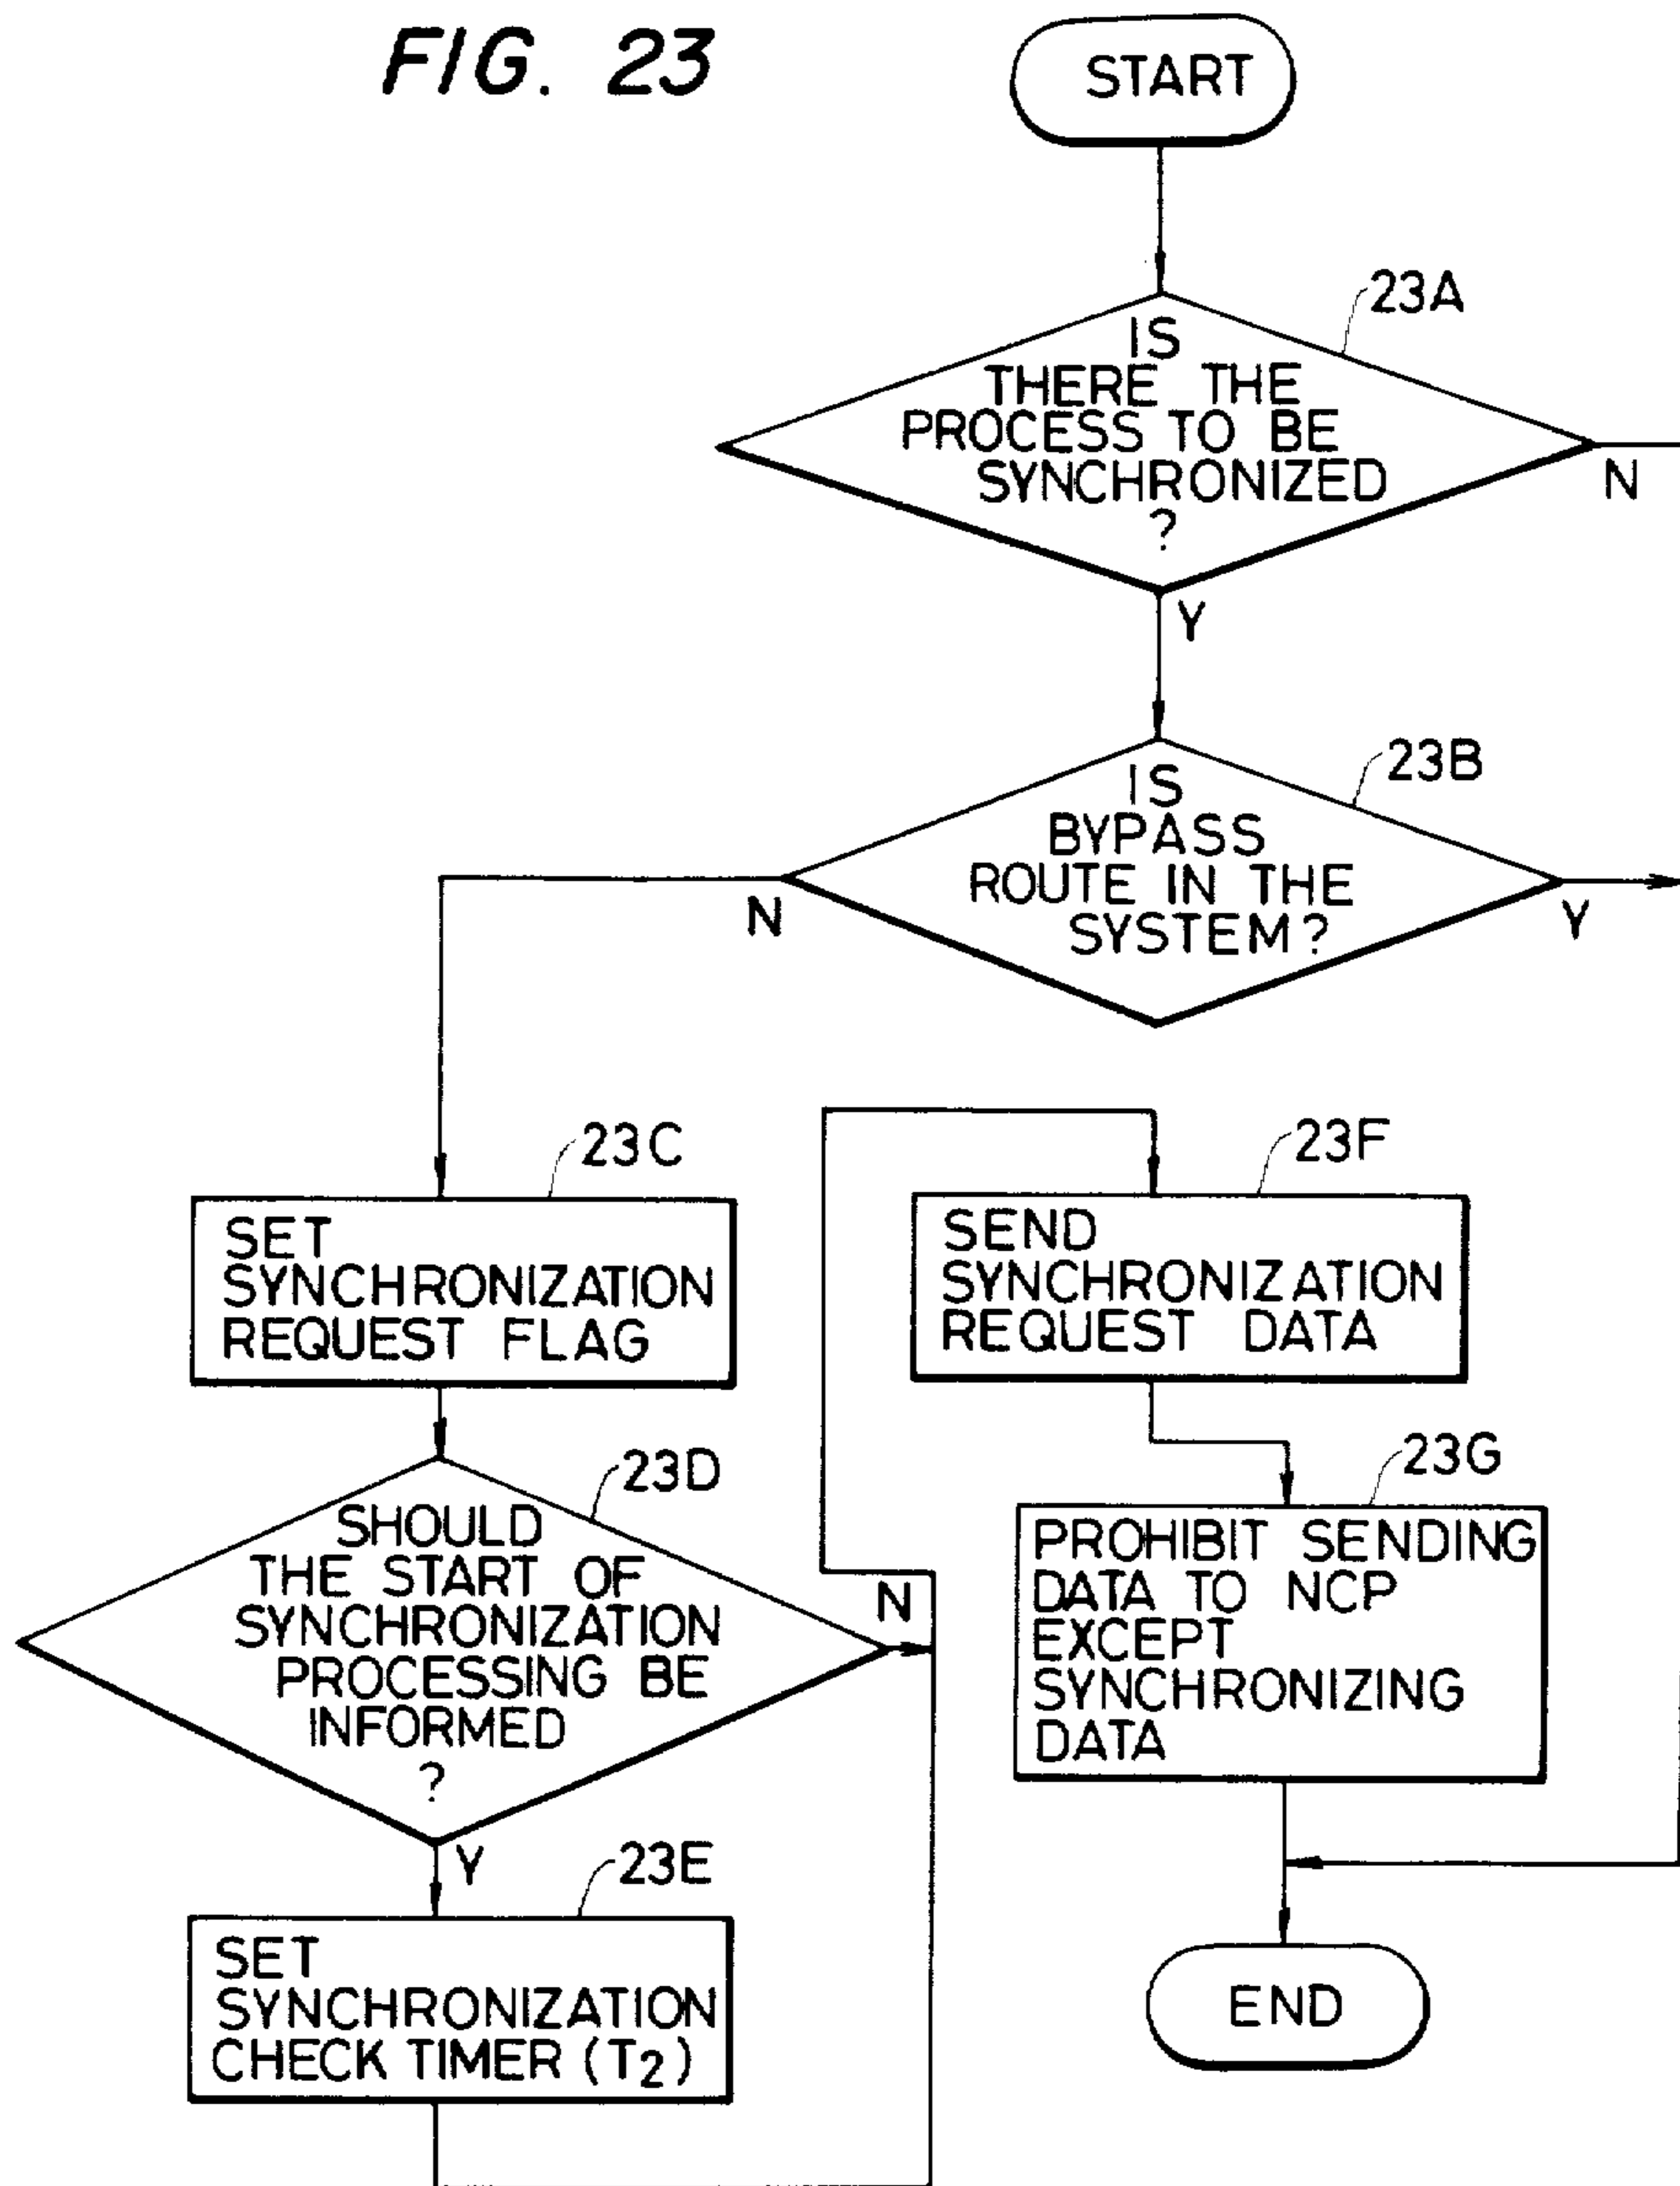 FIG. 23
START
23A
IS
THERE THE
PROCESS TO BE
SYNCHRONIZED
?
N
Y
23B
IS
BYPASS
ROUTE IN THE
SYSTEM?
N
Y
23C
SET
SYNCHRONIZATION
REQUEST FLAG
23D
SHOULD
THE START OF
SYNCHRONIZATION
PROCESSING BE
INFORMED
?
N
Y
23E
SET
SYNCHRONIZATION
CHECK TIMER (T2)
23F
SEND
SYNCHRONIZATION
REQUEST DATA
23G
PROHIBIT SENDING
DATA TO NCP
EXCEPT
SYNCHRONIZING
DATA
END